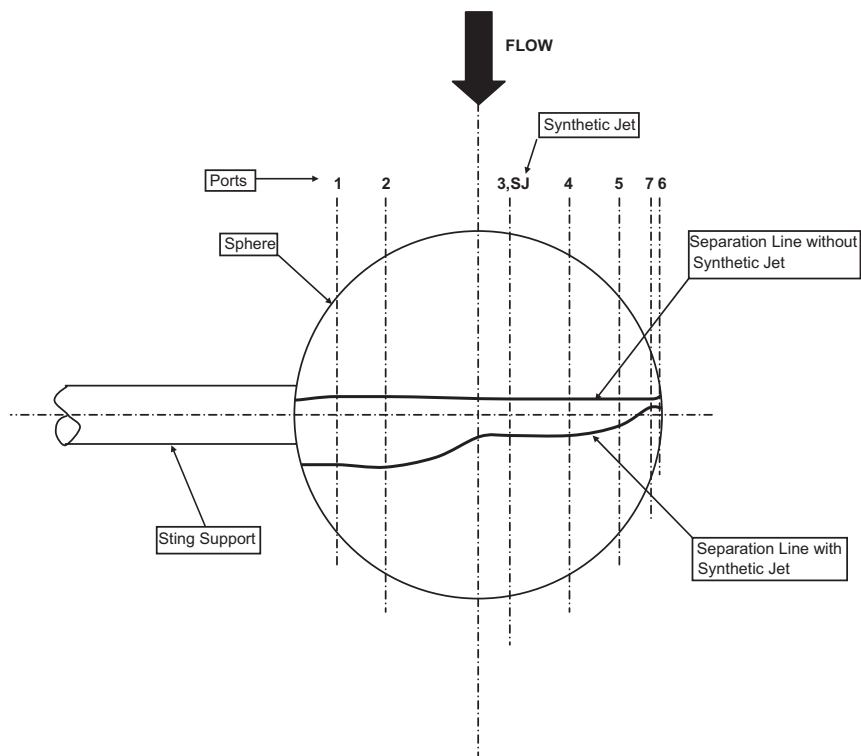 FLOW
Synthetic Jet
Ports
1 2 3,SJ 4 5 7 6
Sphere
Separation Line without
Synthetic Jet
Sting Support
Separation Line with
Synthetic Jet